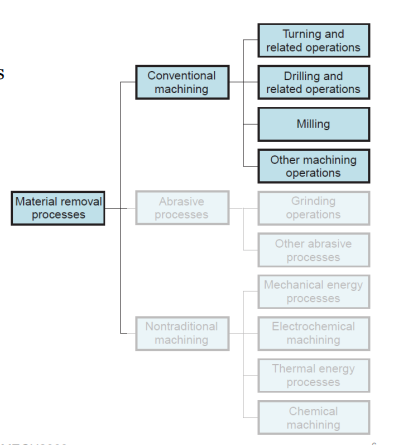 s
Turning and
related operations
Conventional
machining
Drilling and
related operations
Milling
Other machining
operations
Material removal
processes
Abrasive
processes
Grinding
operations
Other abrasive
processes
Mechanical energy
processes
Nontraditional
machining
Electrochemical
machining
Thermal energy
processes
Chemical
machining